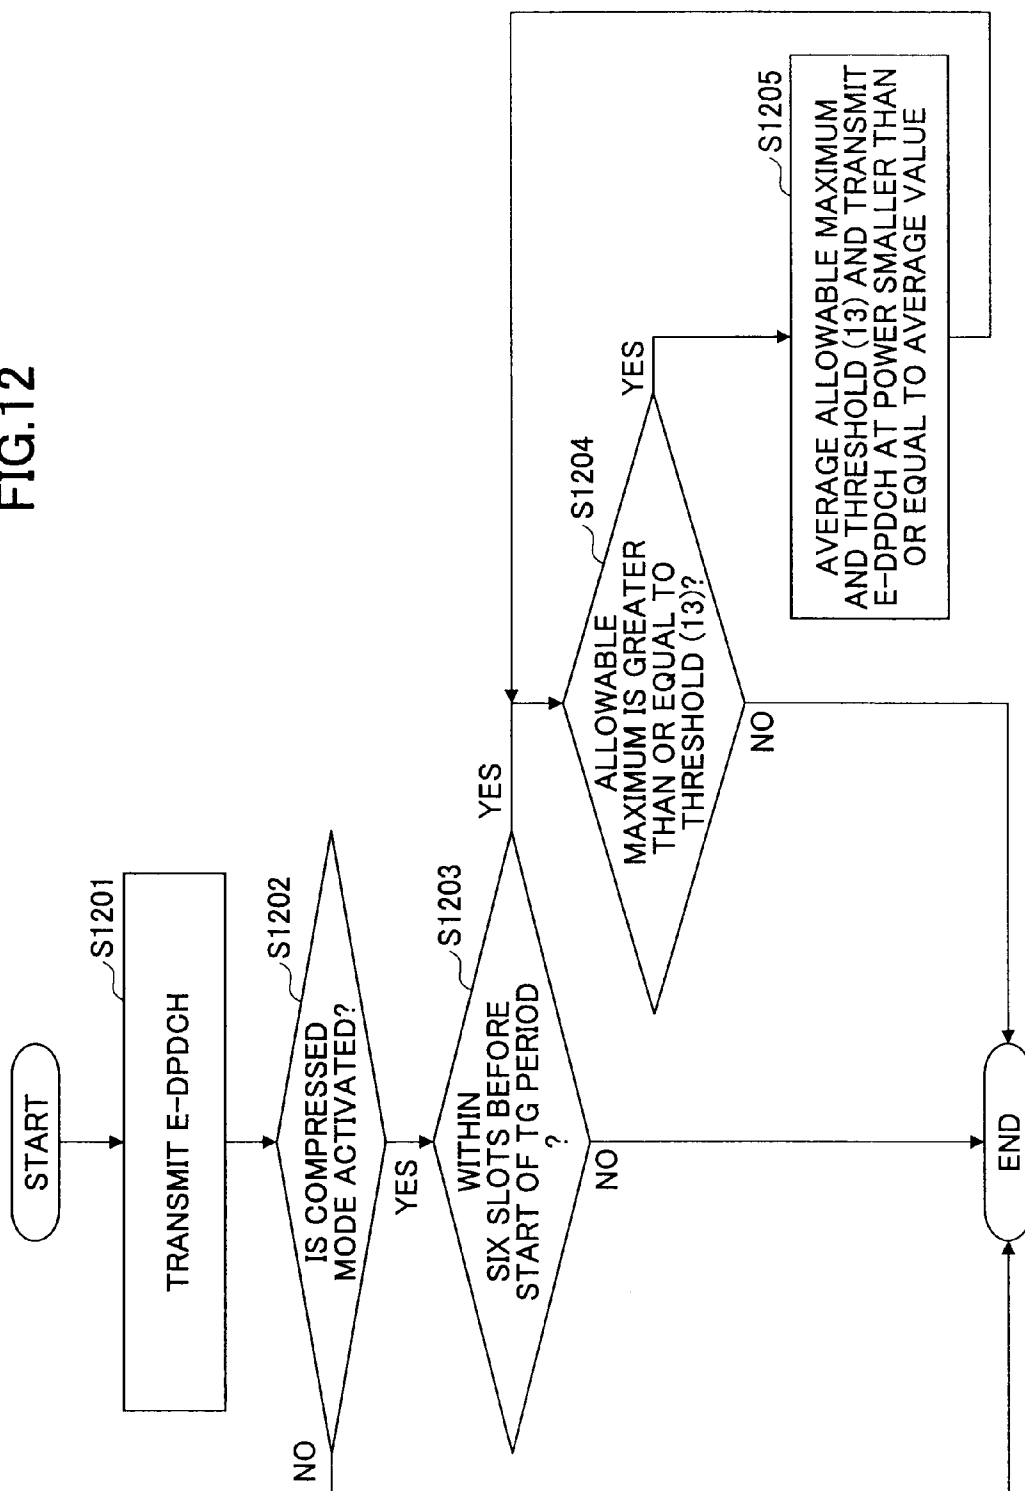 FIG.12
START
S1201
TRANSMIT E-DPDCH
S1202
IS COMPRESSED
MODE ACTIVATED?
NO
YES
S1203
WITHIN
SIX SLOTS BEFORE
START OF TG PERIOD
?
YES
NO
S1204
ALLOWABLE
MAXIMUM IS GREATER
THAN OR EQUAL TO
THRESHOLD (13)?
YES
NO
S1205
AVERAGE ALLOWABLE MAXIMUM
AND THRESHOLD (13) AND TRANSMIT
E-DPDCH AT POWER SMALLER THAN
OR EQUAL TO AVERAGE VALUE
END